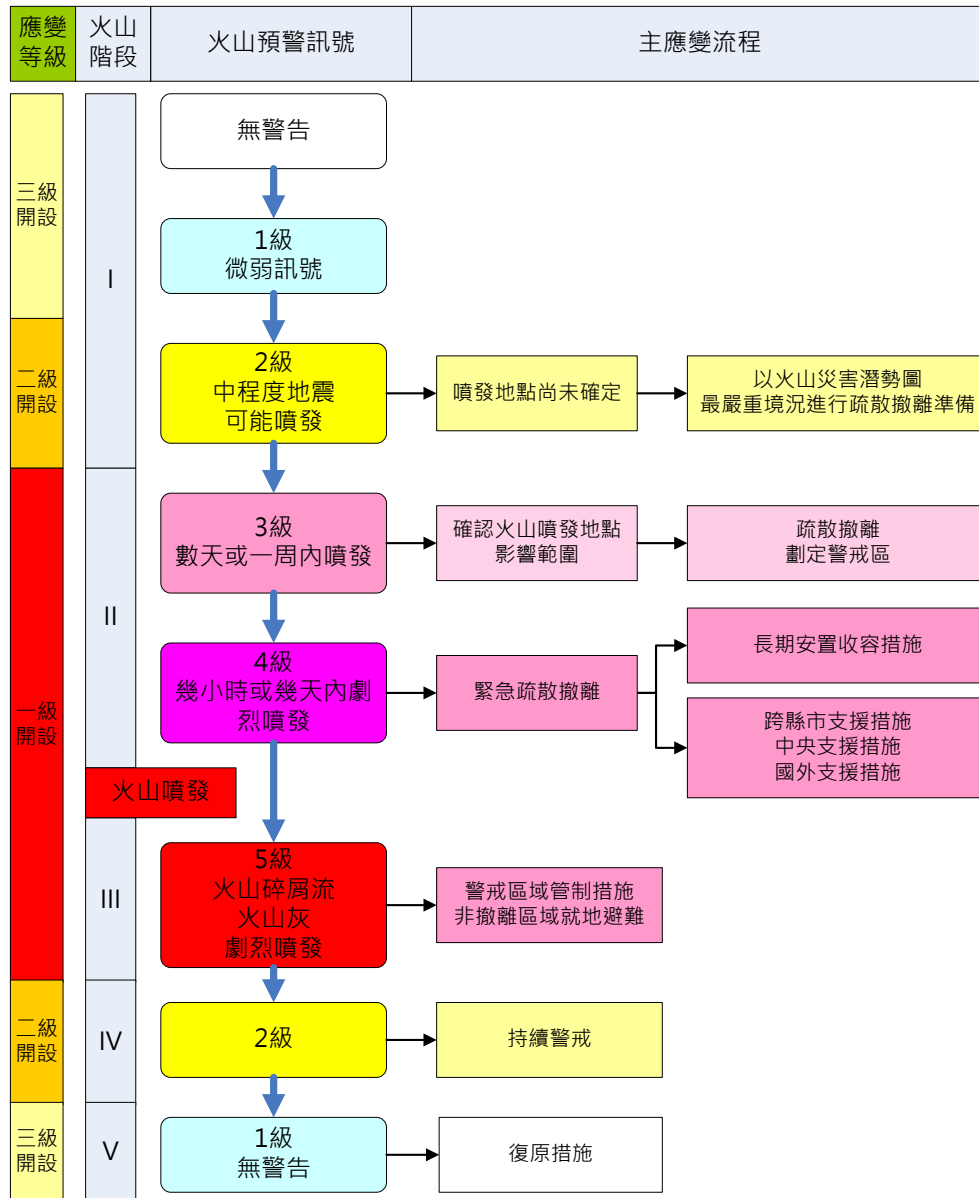 應變
等級
火山
階段
火山預警訊號
主應變流程
三級
開設
I
無警告
1級
微弱訊號
二級
開設
2級
中程度地震
可能噴發
噴發地點尚未確定
以火山災害潛勢圖
最嚴重境況進行疏散撤離準備
一級
開設
II
3級
數天或一周內噴發
確認火山噴發地點
影響範圍
疏散撤離
劃定警戒區
4級
幾小時或幾天內劇
烈噴發
緊急疏散撤離
長期安置收容措施
跨縣市支援措施
中央支援措施
國外支援措施
火山噴發
III
5級
火山碎屑流
火山灰
劇烈噴發
警戒區域管制措施
非撤離區域就地避難
二級
開設
IV
2級
持續警戒
三級
開設
V
1級
無警告
復原措施